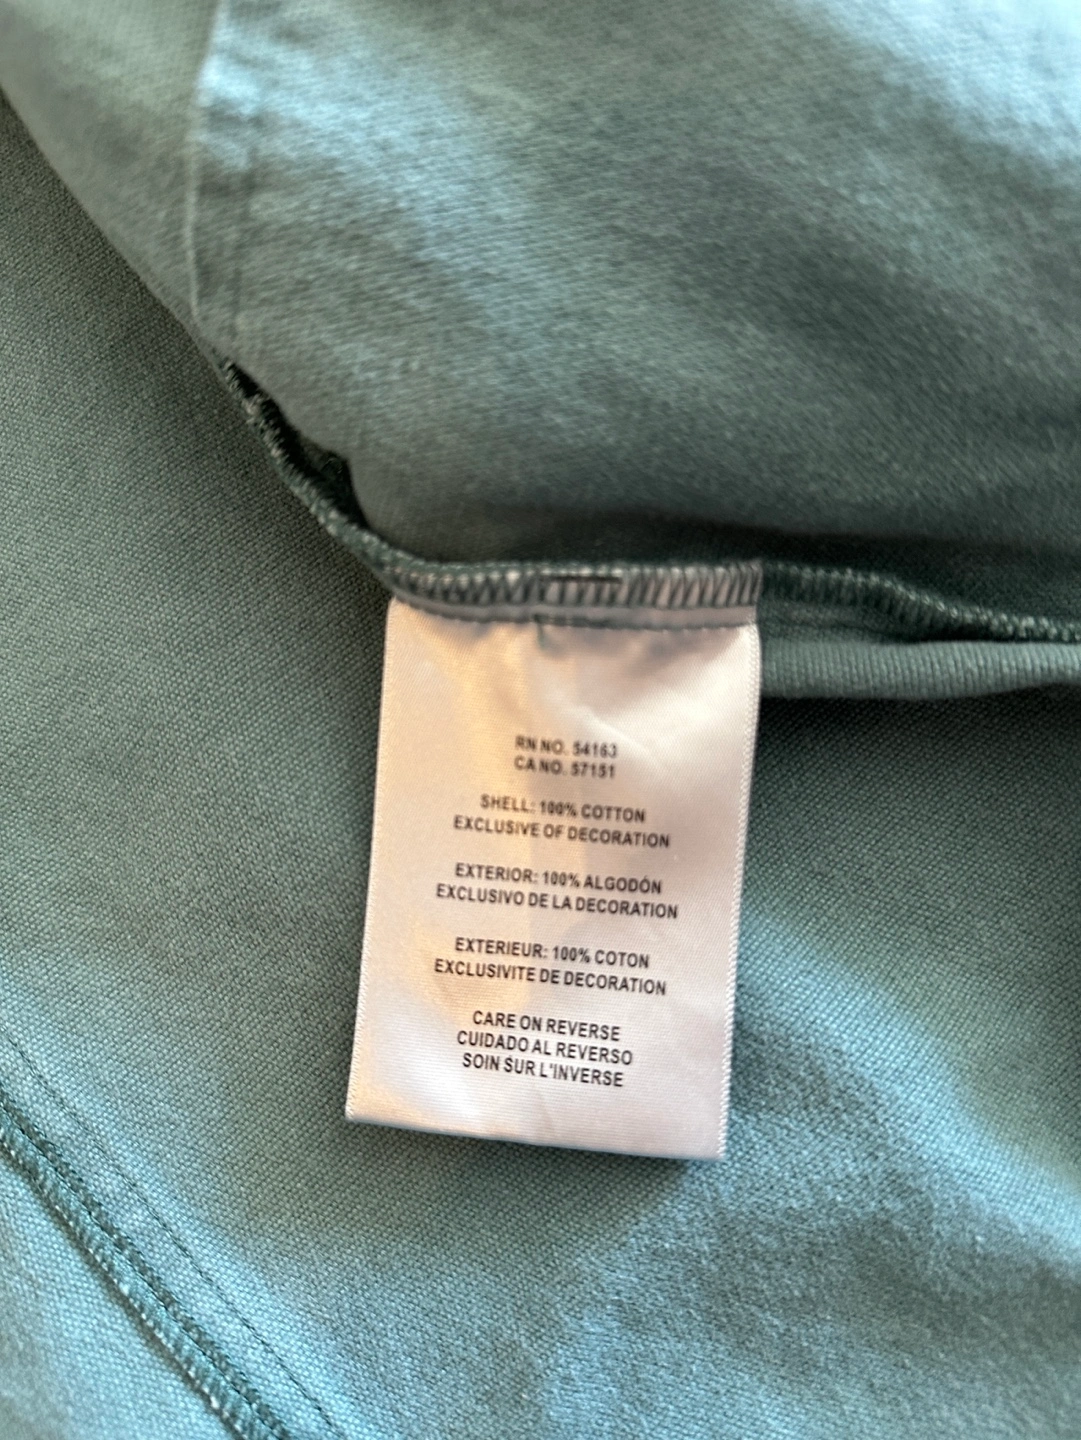 RN NO. 54163
CA NO. 57151
SHELL: 100% COTTON
EXCLUSIVE OF DECORATION
EXTERIOR: 100% ALGODÓN
EXCLUSIVO DE LA DECORATION
EXTERIEUR: 100% COTON
EXCLUSIVITE DE DECORATION
CARE ON REVERSE
CUIDADO AL REVERSO
SOIN SUR L'INVERSE